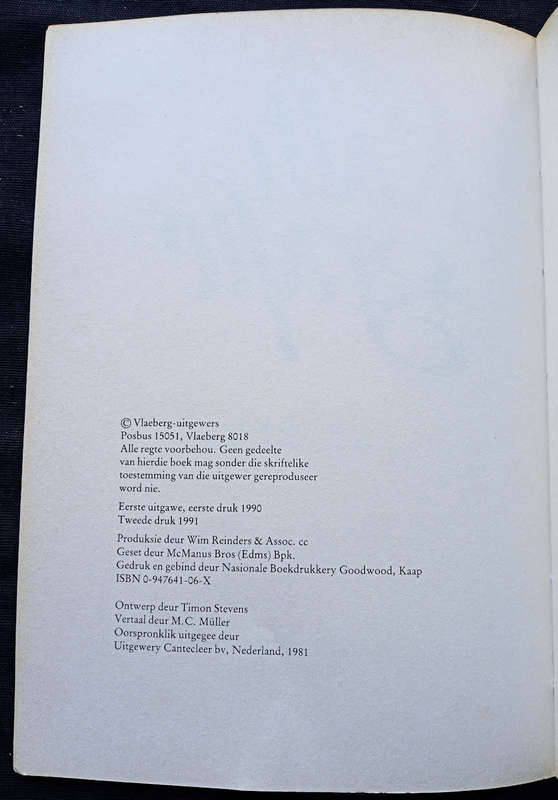 © Vlaeberg-uitgewers
Posbus 15051, Vlaeberg 8018
Alle regte voorbehou. Geen gedeelte
van hierdie boek mag sonder die skriftelike
toestemming van die uitgewer gereproduseer
word nie.
Eerste uitgawe, eerste druk 1990
Tweede druk 1991
Produksie deur Wim Reinders & Assoc. cc
Geset deur McManus Bros (Edms) Bpk.
Gedruk en gebind deur Nasionale Boekdrukkery Goodwood, Kaap
ISBN 0-947641-06-X
Ontwerp deur Timon Stevens
Vertaal deur M.C. Müller
Oorspronklik uitgegee deur
Uitgewery Cantecleer bv, Nederland, 1981